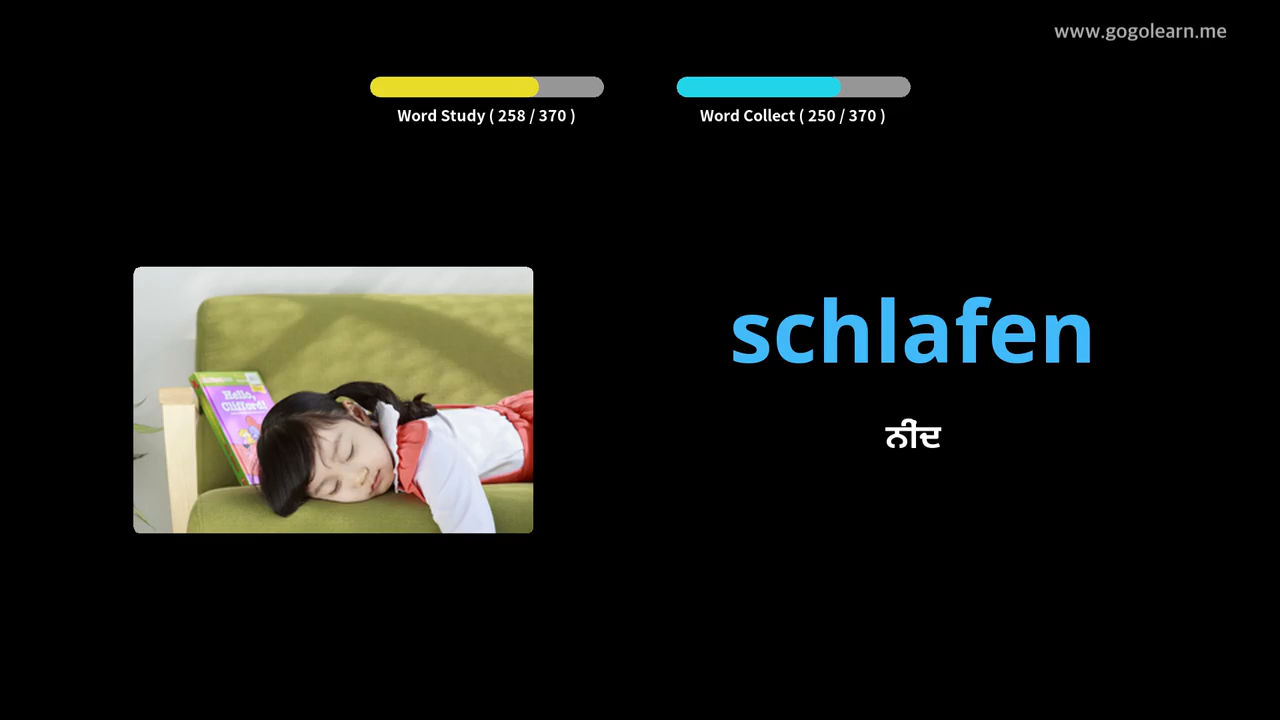 www.gogolearn.me
Word Study ( 258 / 370 )
Word Collect ( 250 / 370 )
Hello,
Clifford!
schlafen
ਨੀਂਦ